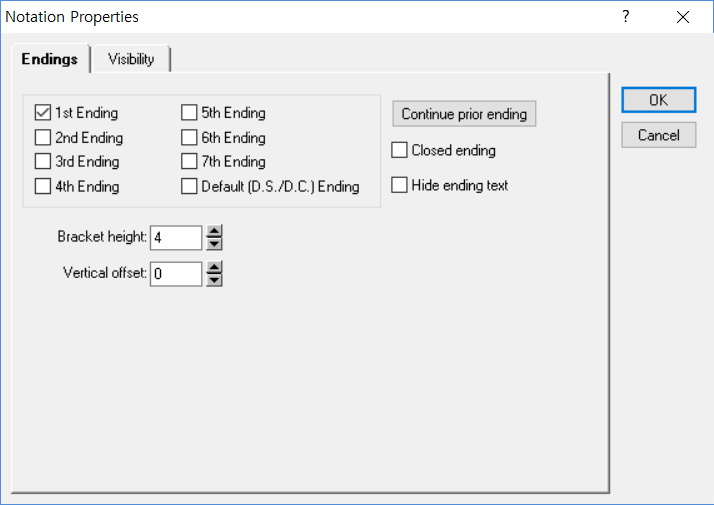 Notation Properties
?
Endings
Visibility
1st Ending
2nd Ending
3rd Ending
4th Ending
5th Ending
6th Ending
7th Ending
Default (D.S./D.C.) Ending
Continue prior ending
Closed ending
Hide ending text
Bracket height: 4
Vertical offset: 0
OK
Cancel